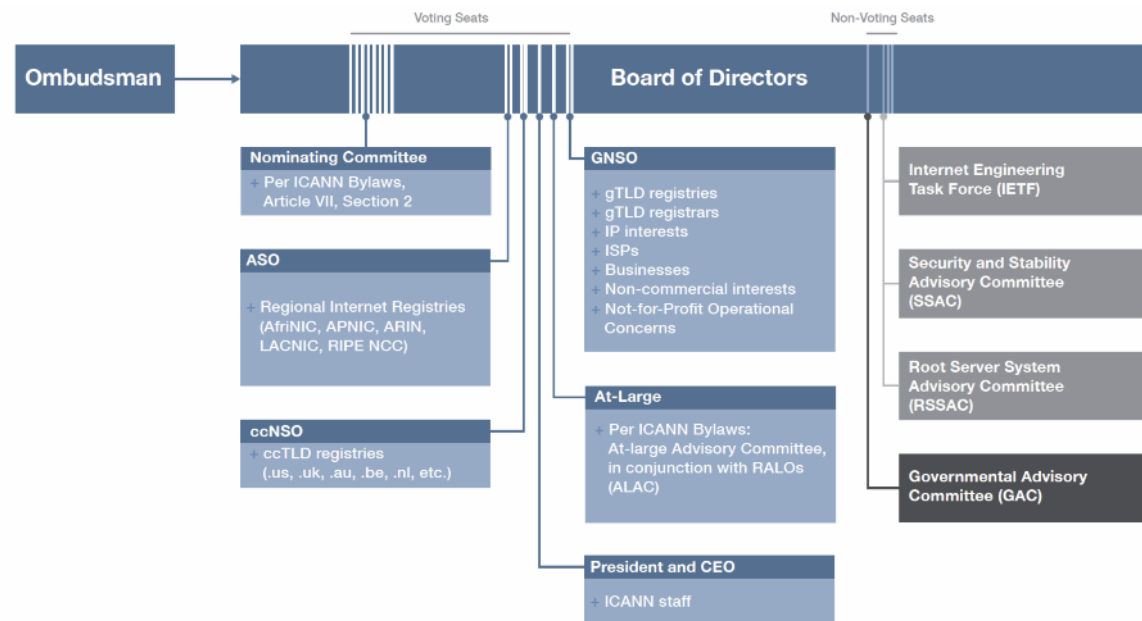 Voting Seats
Non-Voting Seats
Ombudsman
Board of Directors
Nominating Committee
+ Per ICANN Bylaws,
Article VII, Section 2
ASO
+ Regional Internet Registries
(AfriNIC, APNIC, ARIN,
LACNIC, RIPE NCC)
ccNSO
+ ccTLD registries
(.us, .uk, .au, .be, .nl, etc.)
GNSO
+ gTLD registries
+ gTLD registrars
+ IP interests
+ ISPs
+ Businesses
+ Non-commercial interests
+ Not-for-Profit Operational
Concerns
At-Large
+ Per ICANN Bylaws:
At-large Advisory Committee,
in conjunction with RALOs
(ALAC)
President and CEO
+ ICANN staff
Internet Engineering
Task Force (IETF)
Security and Stability
Advisory Committee
(SSAC)
Root Server System
Advisory Committee
(RSSAC)
Governmental Advisory
Committee (GAC)